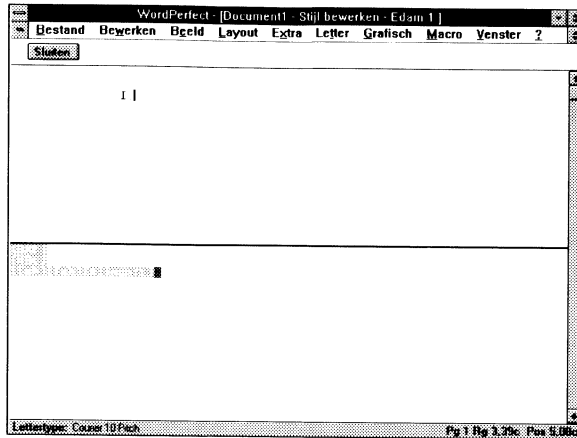 WordPerfect - [Document1 - Stijl bewerken - Edam 1 ]
Bestand Bewerken Beeld Layout Extra Letter Grafisch Macro Venster ?
Sluiten
Lettertype: Courier 10 Pitch Pg 1 Rg 3.39c Pos 5.08c